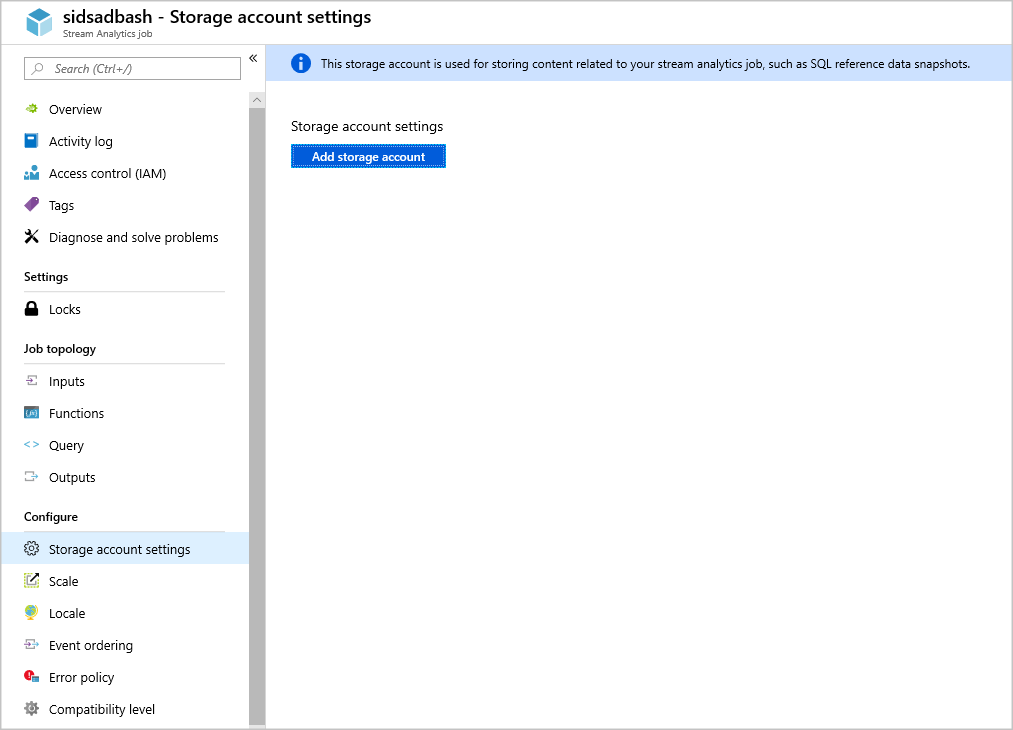 sidsadbash - Storage account settings
Stream Analytics job
Search (Ctrl+/)
«
Overview
Activity log
Access control (IAM)
Tags
Diagnose and solve problems
Settings
Locks
Job topology
Inputs
Functions
Query
Outputs
Configure
Storage account settings
Scale
Locale
Event ordering
Error policy
Compatibility level
This storage account is used for storing content related to your stream analytics job, such as SQL reference data snapshots.
Storage account settings
Add storage account